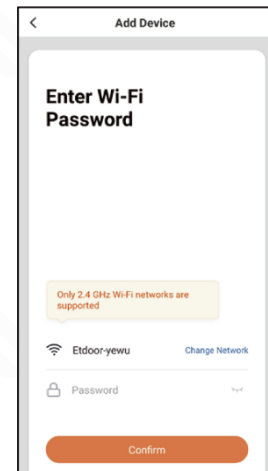 Add Device
Enter Wi-Fi
Password
Only 2.4 GHz Wi-Fi networks are
supported
Etdoor-yewu Change Network
Password
Confirm